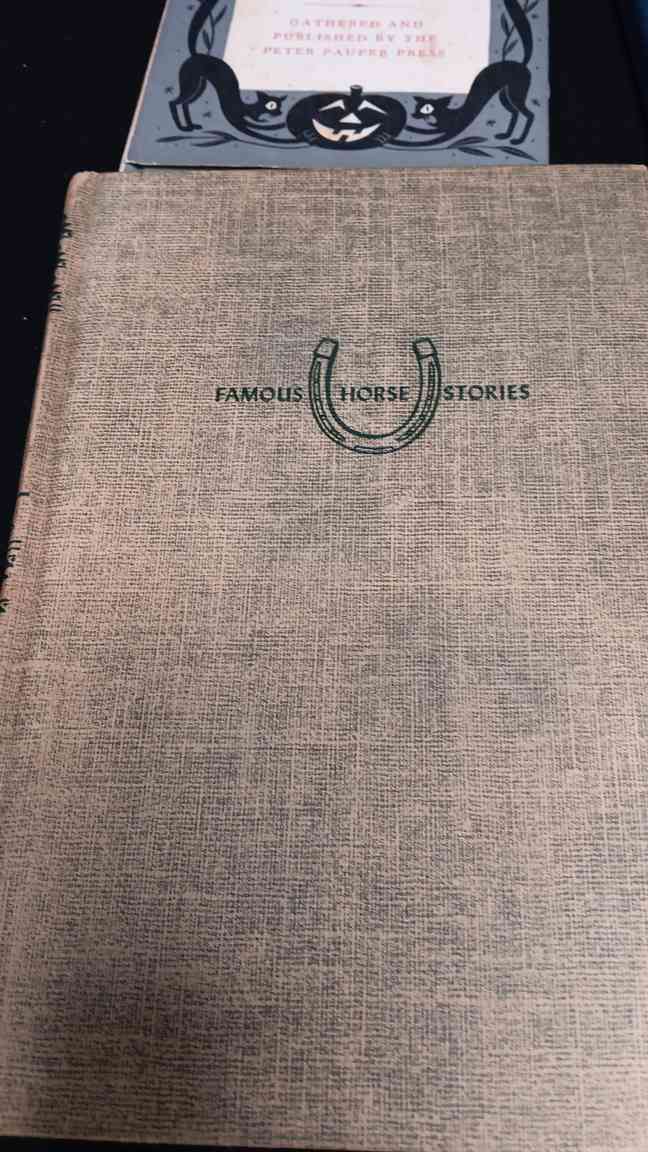 GATHERED AND
PUBLISHED BY THE
PETER PAUPER PRESS
FAMOUS HORSE STORIES